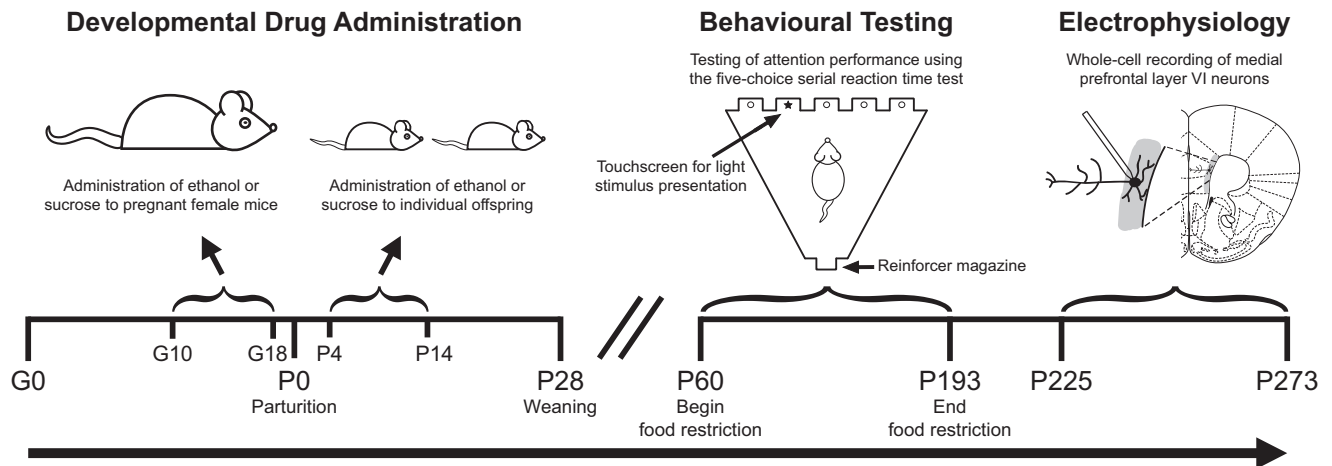 Developmental Drug Administration
Administration of ethanol or
sucrose to pregnant female mice
Administration of ethanol or
sucrose to individual offspring
Behavioural Testing
Testing of attention performance using
the five-choice serial reaction time test
Touchscreen for light
stimulus presentation
Reinforcer magazine
Electrophysiology
Whole-cell recording of medial
prefrontal layer VI neurons
G10
G18
P4
P14
G0
P0
Parturition
P28
Weaning
P60
Begin
food restriction
P193
End
food restriction
P225
P273